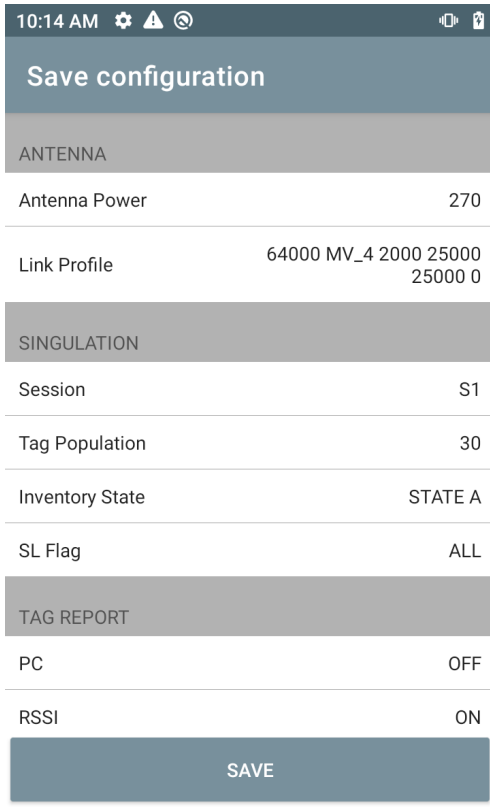 10:14 AM
Save configuration
ANTENNA
Antenna Power 270
Link Profile 64000 MV_4 2000 25000
25000 0
SINGULATION
Session S1
Tag Population 30
Inventory State STATE A
SL Flag ALL
TAG REPORT
PC OFF
RSSI ON
SAVE